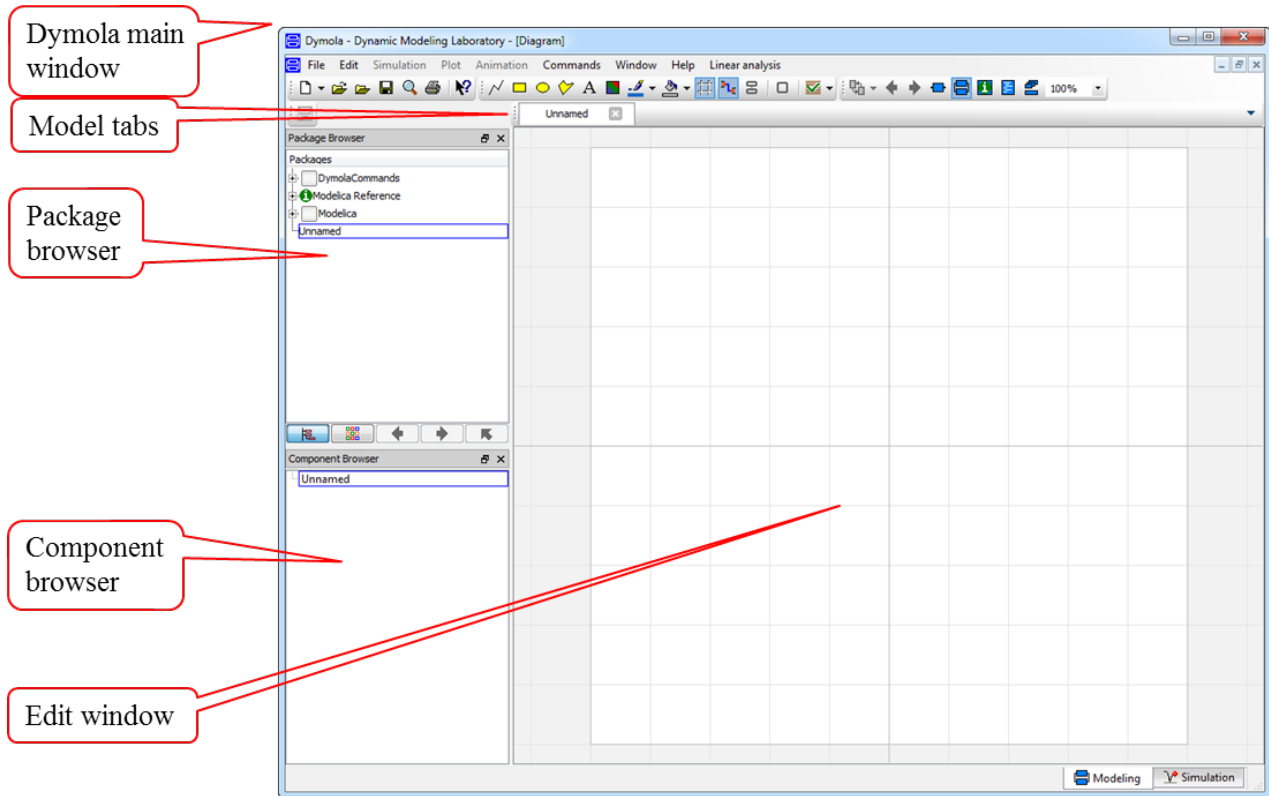 Dymola main
window
Model tabs
Package
browser
Component
browser
Edit window
Dymola - Dynamic Modeling Laboratory - [Diagram]
File Edit Simulation Plot Animation Commands Window Help Linear analysis
A 100%
Unnamed
Package Browser
Packages
DymolaCommands
Modelica Reference
Modelica
Unnamed
Component Browser
Unnamed
Modeling Simulation